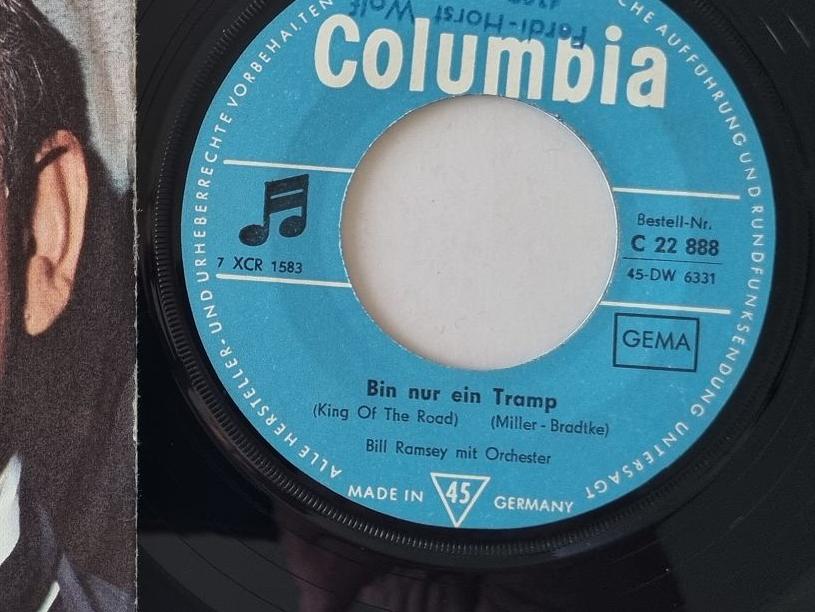 Ferdi-Horst Wolf
Columbia
Bestell-Nr.
C 22 888
45-DW 6331
7 XCR 1583
GEMA
Bin nur ein Tramp
(King Of The Road) (Miller-Bradtke)
Bill Ramsey mit Orchester
MADE IN 45 GERMANY
ALLE HERSTELLER- UND URHEBERRECHTE VORBEHALTEN
CHE AUFFÜHRUNG UND RUNDFUNKSENDUNG UNTERSAGT